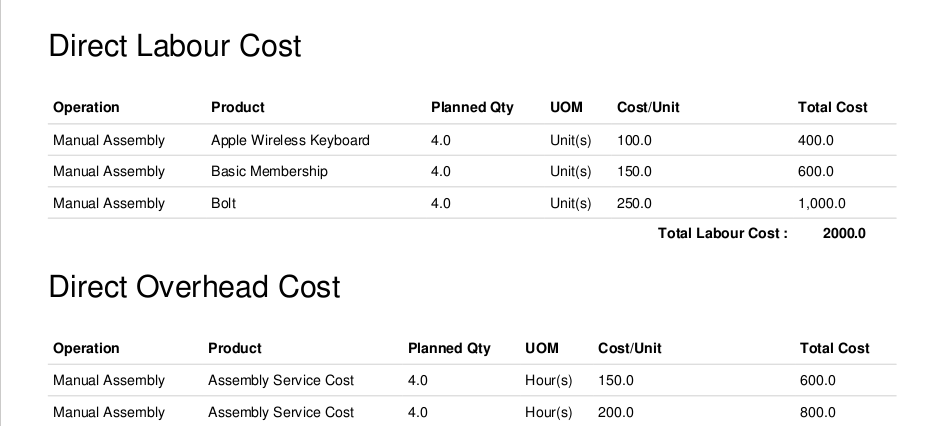 Direct Labour Cost
Operation Product Planned Qty UOM Cost/Unit Total Cost
Manual Assembly Apple Wireless Keyboard 4.0 Unit(s) 100.0 400.0
Manual Assembly Basic Membership 4.0 Unit(s) 150.0 600.0
Manual Assembly Bolt 4.0 Unit(s) 250.0 1,000.0
Total Labour Cost : 2000.0
Direct Overhead Cost
Operation Product Planned Qty UOM Cost/Unit Total Cost
Manual Assembly Assembly Service Cost 4.0 Hour(s) 150.0 600.0
Manual Assembly Assembly Service Cost 4.0 Hour(s) 200.0 800.0